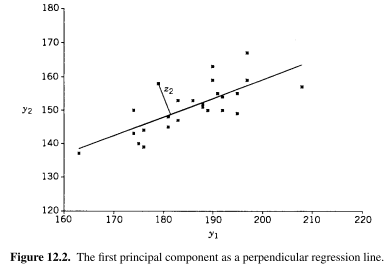 180
170
160
y2
150
140
130
120
z2
160 170 180 190 200 210 220
y1
Figure 12.2. The first principal component as a perpendicular regression line.